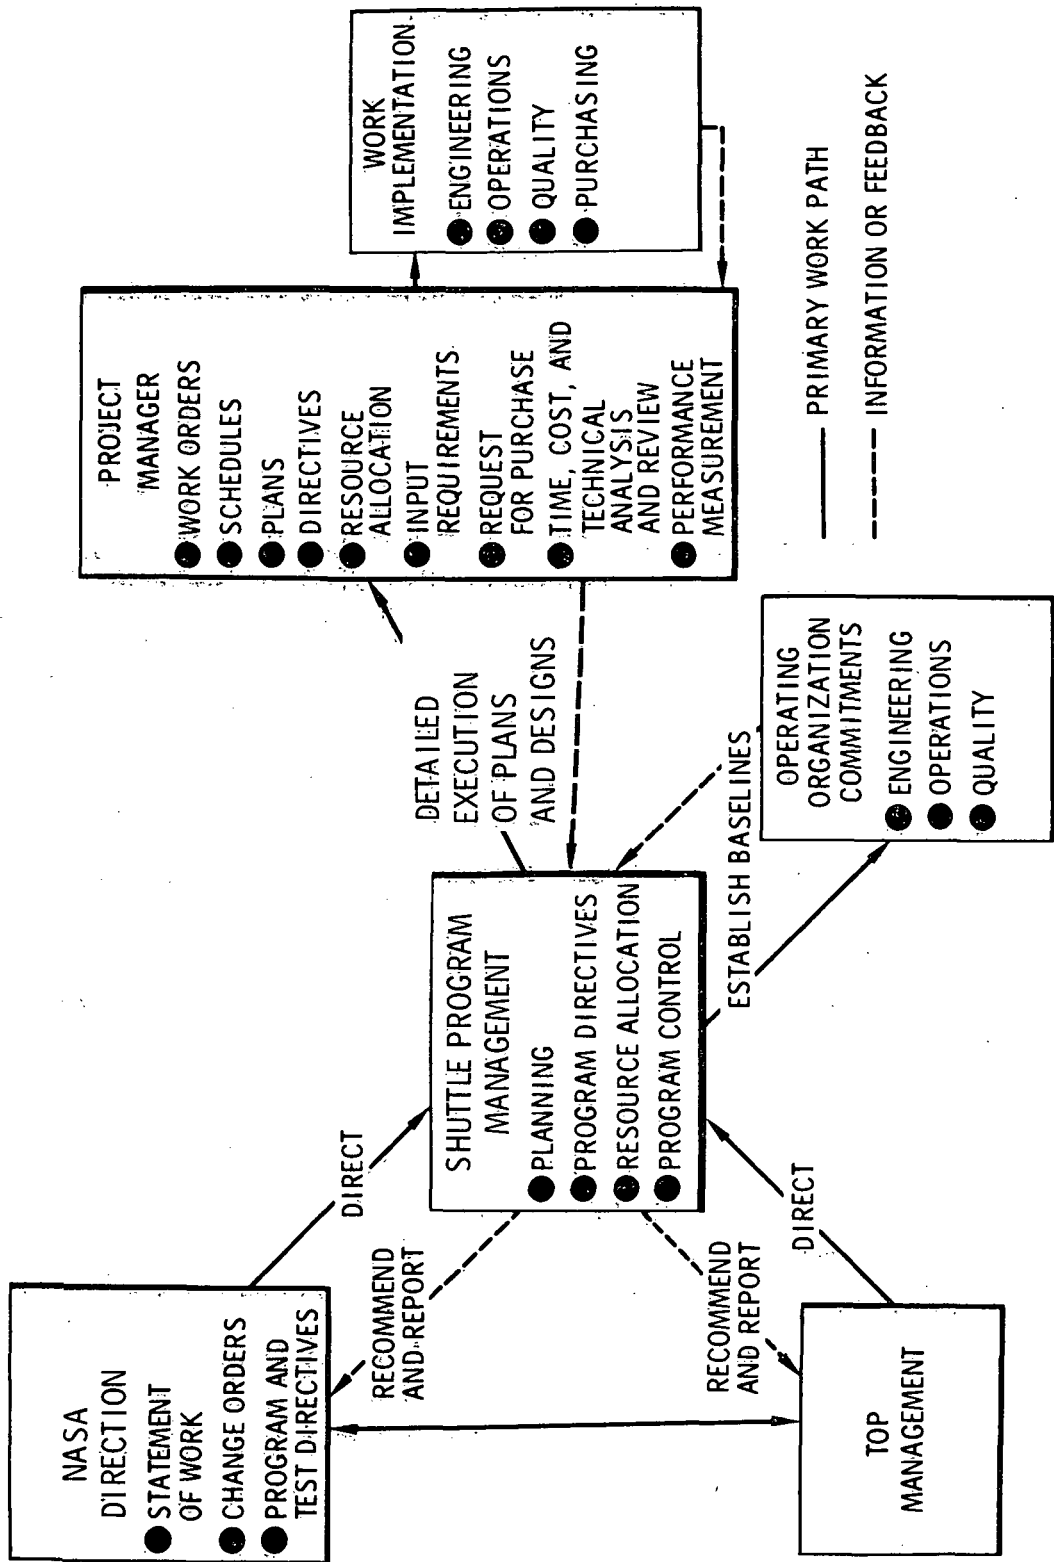 NASA
DIRECTION
STATEMENT
OF WORK
CHANGE ORDERS
PROGRAM AND
TEST DIRECTIVES
DIRECT
RECOMMEND
AND REPORT
TOP
MANAGEMENT
RECOMMEND
AND REPORT
DIRECT
SHUTTLE PROGRAM
MANAGEMENT
PLANNING
PROGRAM DIRECTIVES
RESOURCE ALLOCATION
PROGRAM CONTROL
DETAILED
EXECUTION
OF PLANS
AND DESIGNS
ESTABLISH BASELINES
OPERATING
ORGANIZATION
COMMITMENTS
ENGINEERING
OPERATIONS
QUALITY
PROJECT
MANAGER
WORK ORDERS
SCHEDULES
PLANS
DIRECTIVES
RESOURCE
ALLOCATION
INPUT
REQUIREMENTS
REQUEST
FOR PURCHASE
TIME, COST, AND
TECHNICAL
ANALYSIS
AND REVIEW
PERFORMANCE
MEASUREMENT
WORK
IMPLEMENTATION
ENGINEERING
OPERATIONS
QUALITY
PURCHASING
PRIMARY WORK PATH
INFORMATION OR FEEDBACK